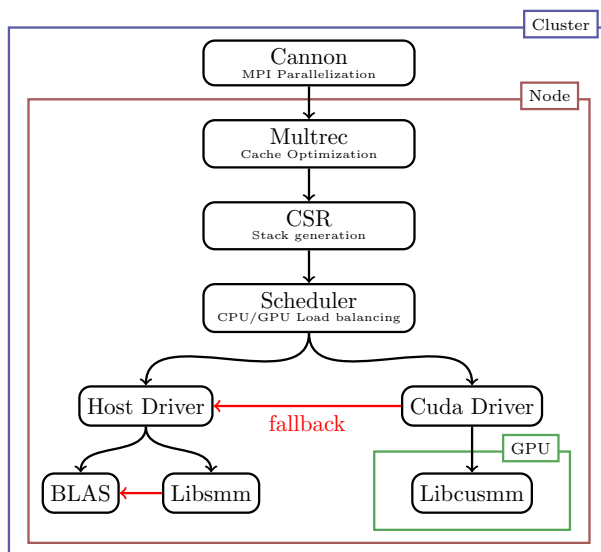 Cluster
Cannon
MPI Parallelization
Node
Multrec
Cache Optimization
CSR
Stack generation
Scheduler
CPU/GPU Load balancing
Host Driver
Cuda Driver
fallback
GPU
BLAS
Libsmm
Libcusmm